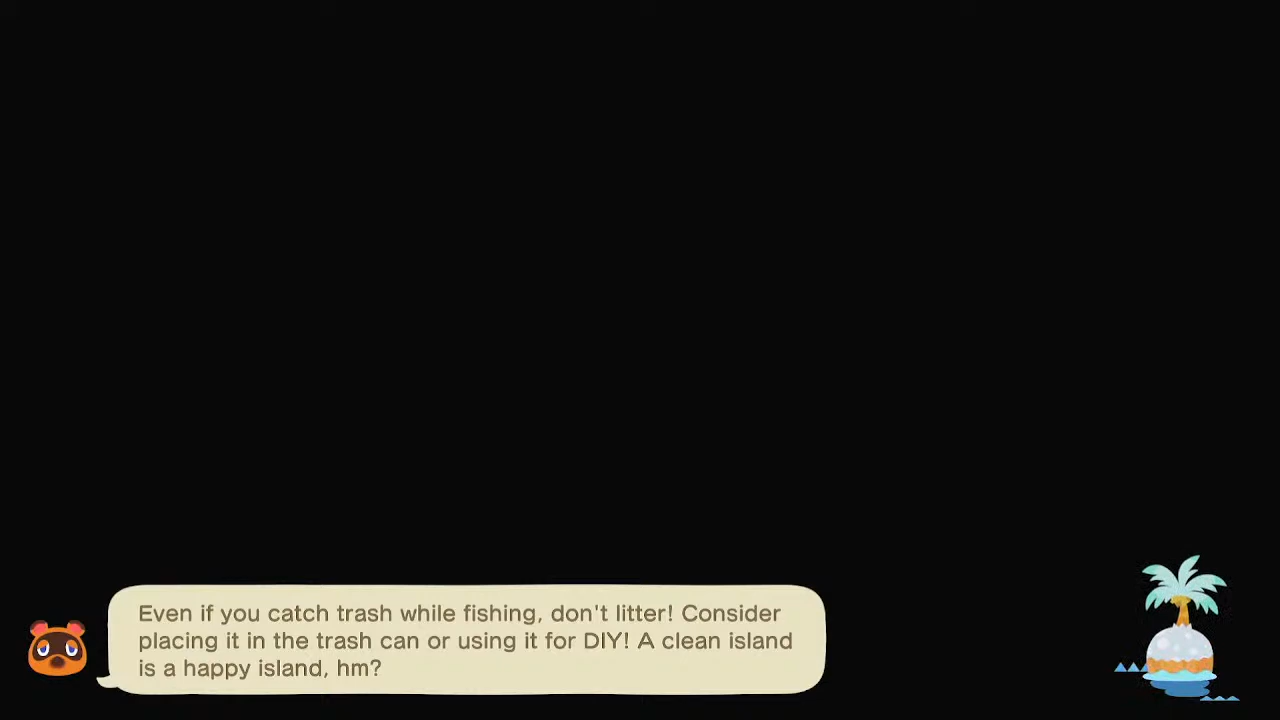 Even if you catch trash while fishing, don't litter! Consider
placing it in the trash can or using it for DIY! A clean island
is a happy island, hm?